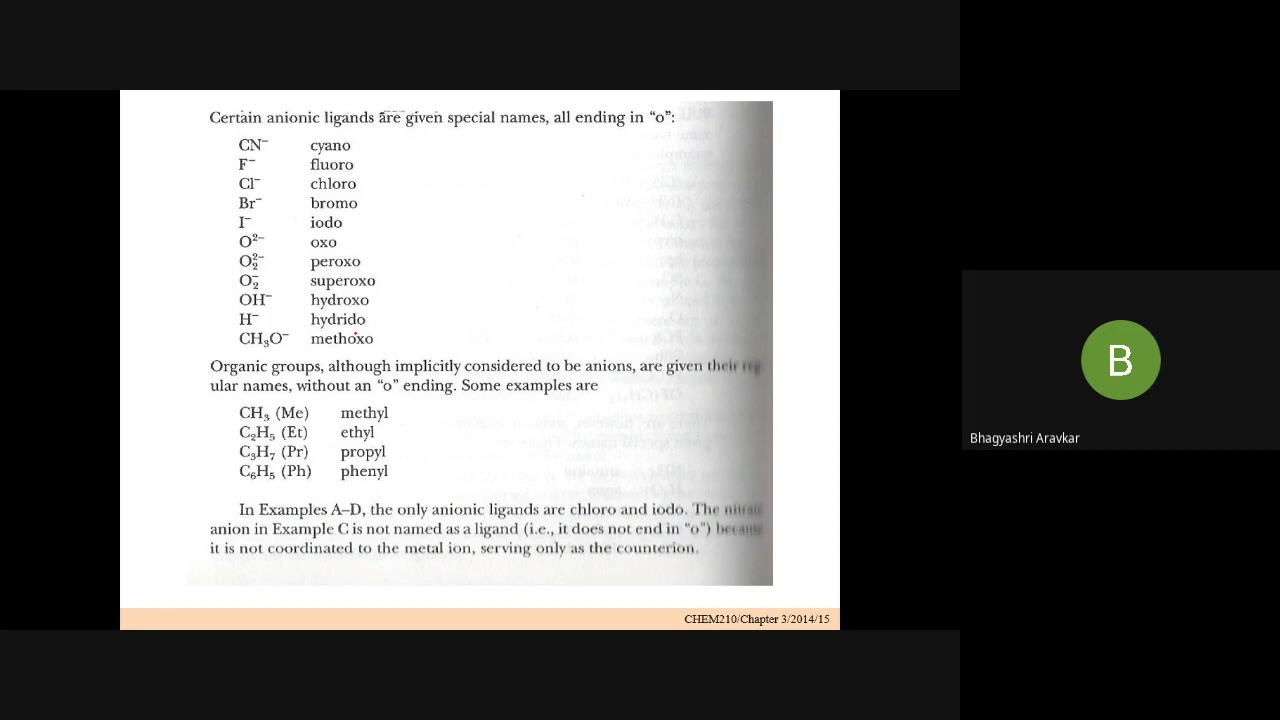 Certain anionic ligands are given special names, all ending in “o”:
CN⁻ cyano
F⁻ fluoro
Cl⁻ chloro
Br⁻ bromo
I⁻ iodo
O²⁻ oxo
O₂²⁻ peroxo
O₂⁻ superoxo
OH⁻ hydroxo
H⁻ hydrido
CH₃O⁻ methoxo
Organic groups, although implicitly considered to be anions, are given their reg
ular names, without an “o” ending. Some examples are
CH₃ (Me) methyl
C₂H₅ (Et) ethyl
C₃H₇ (Pr) propyl
C₆H₅ (Ph) phenyl
In Examples A–D, the only anionic ligands are chloro and iodo. The
anion in Example C is not named as a ligand (i.e., it does not end in “o”)
it is not coordinated to the metal ion, serving only as the counterion.
CHEM210/Chapter 3/2014/15
B
Bhagyashri Aravkar